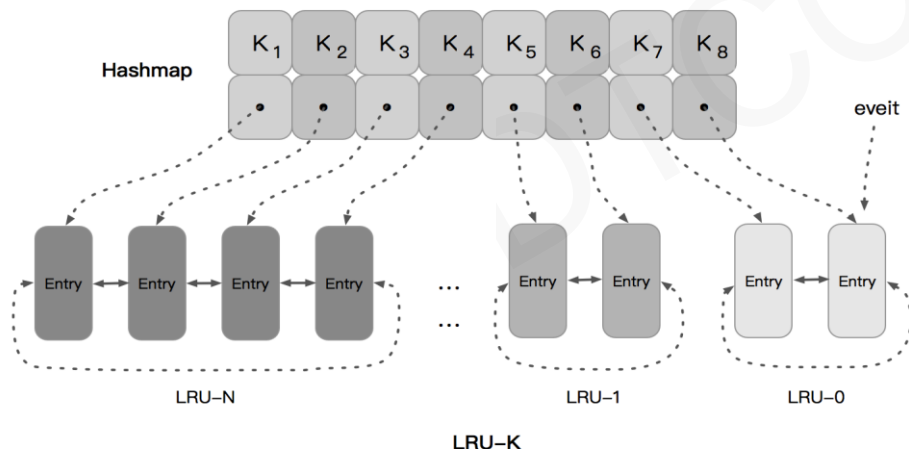 K1 K2 K3 K4 K5 K6 K7 K8
Hashmap
eveit
Entry Entry Entry Entry ... Entry Entry Entry Entry
...
LRU-N LRU-1 LRU-0
LRU-K
DTCC